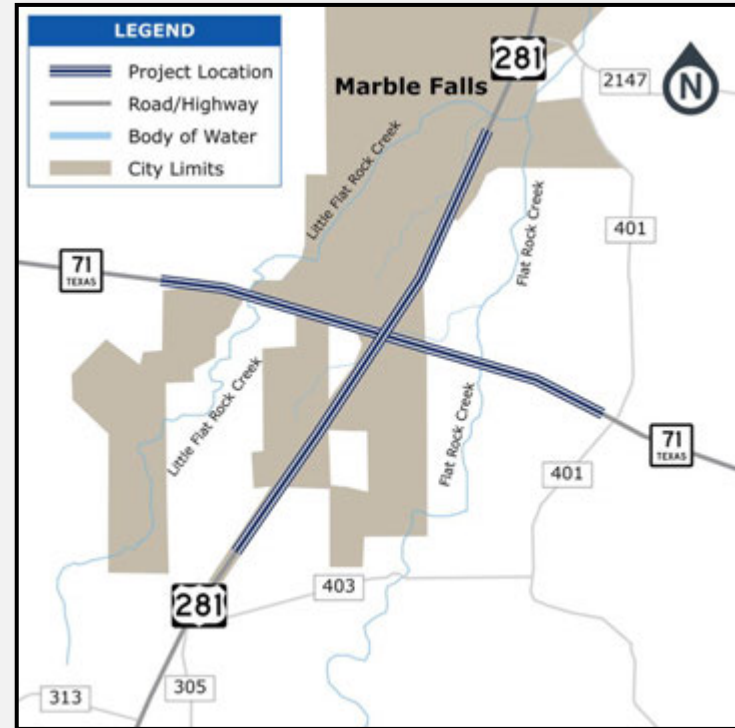 LEGEND
Project Location
Road/Highway
Body of Water
City Limits
281
Marble Falls
2147
N
Little Flat Rock Creek
Flat Rock Creek
401
71
TEXAS
Little Flat Rock Creek
Flat Rock Creek
71
TEXAS
401
403
281
305
313